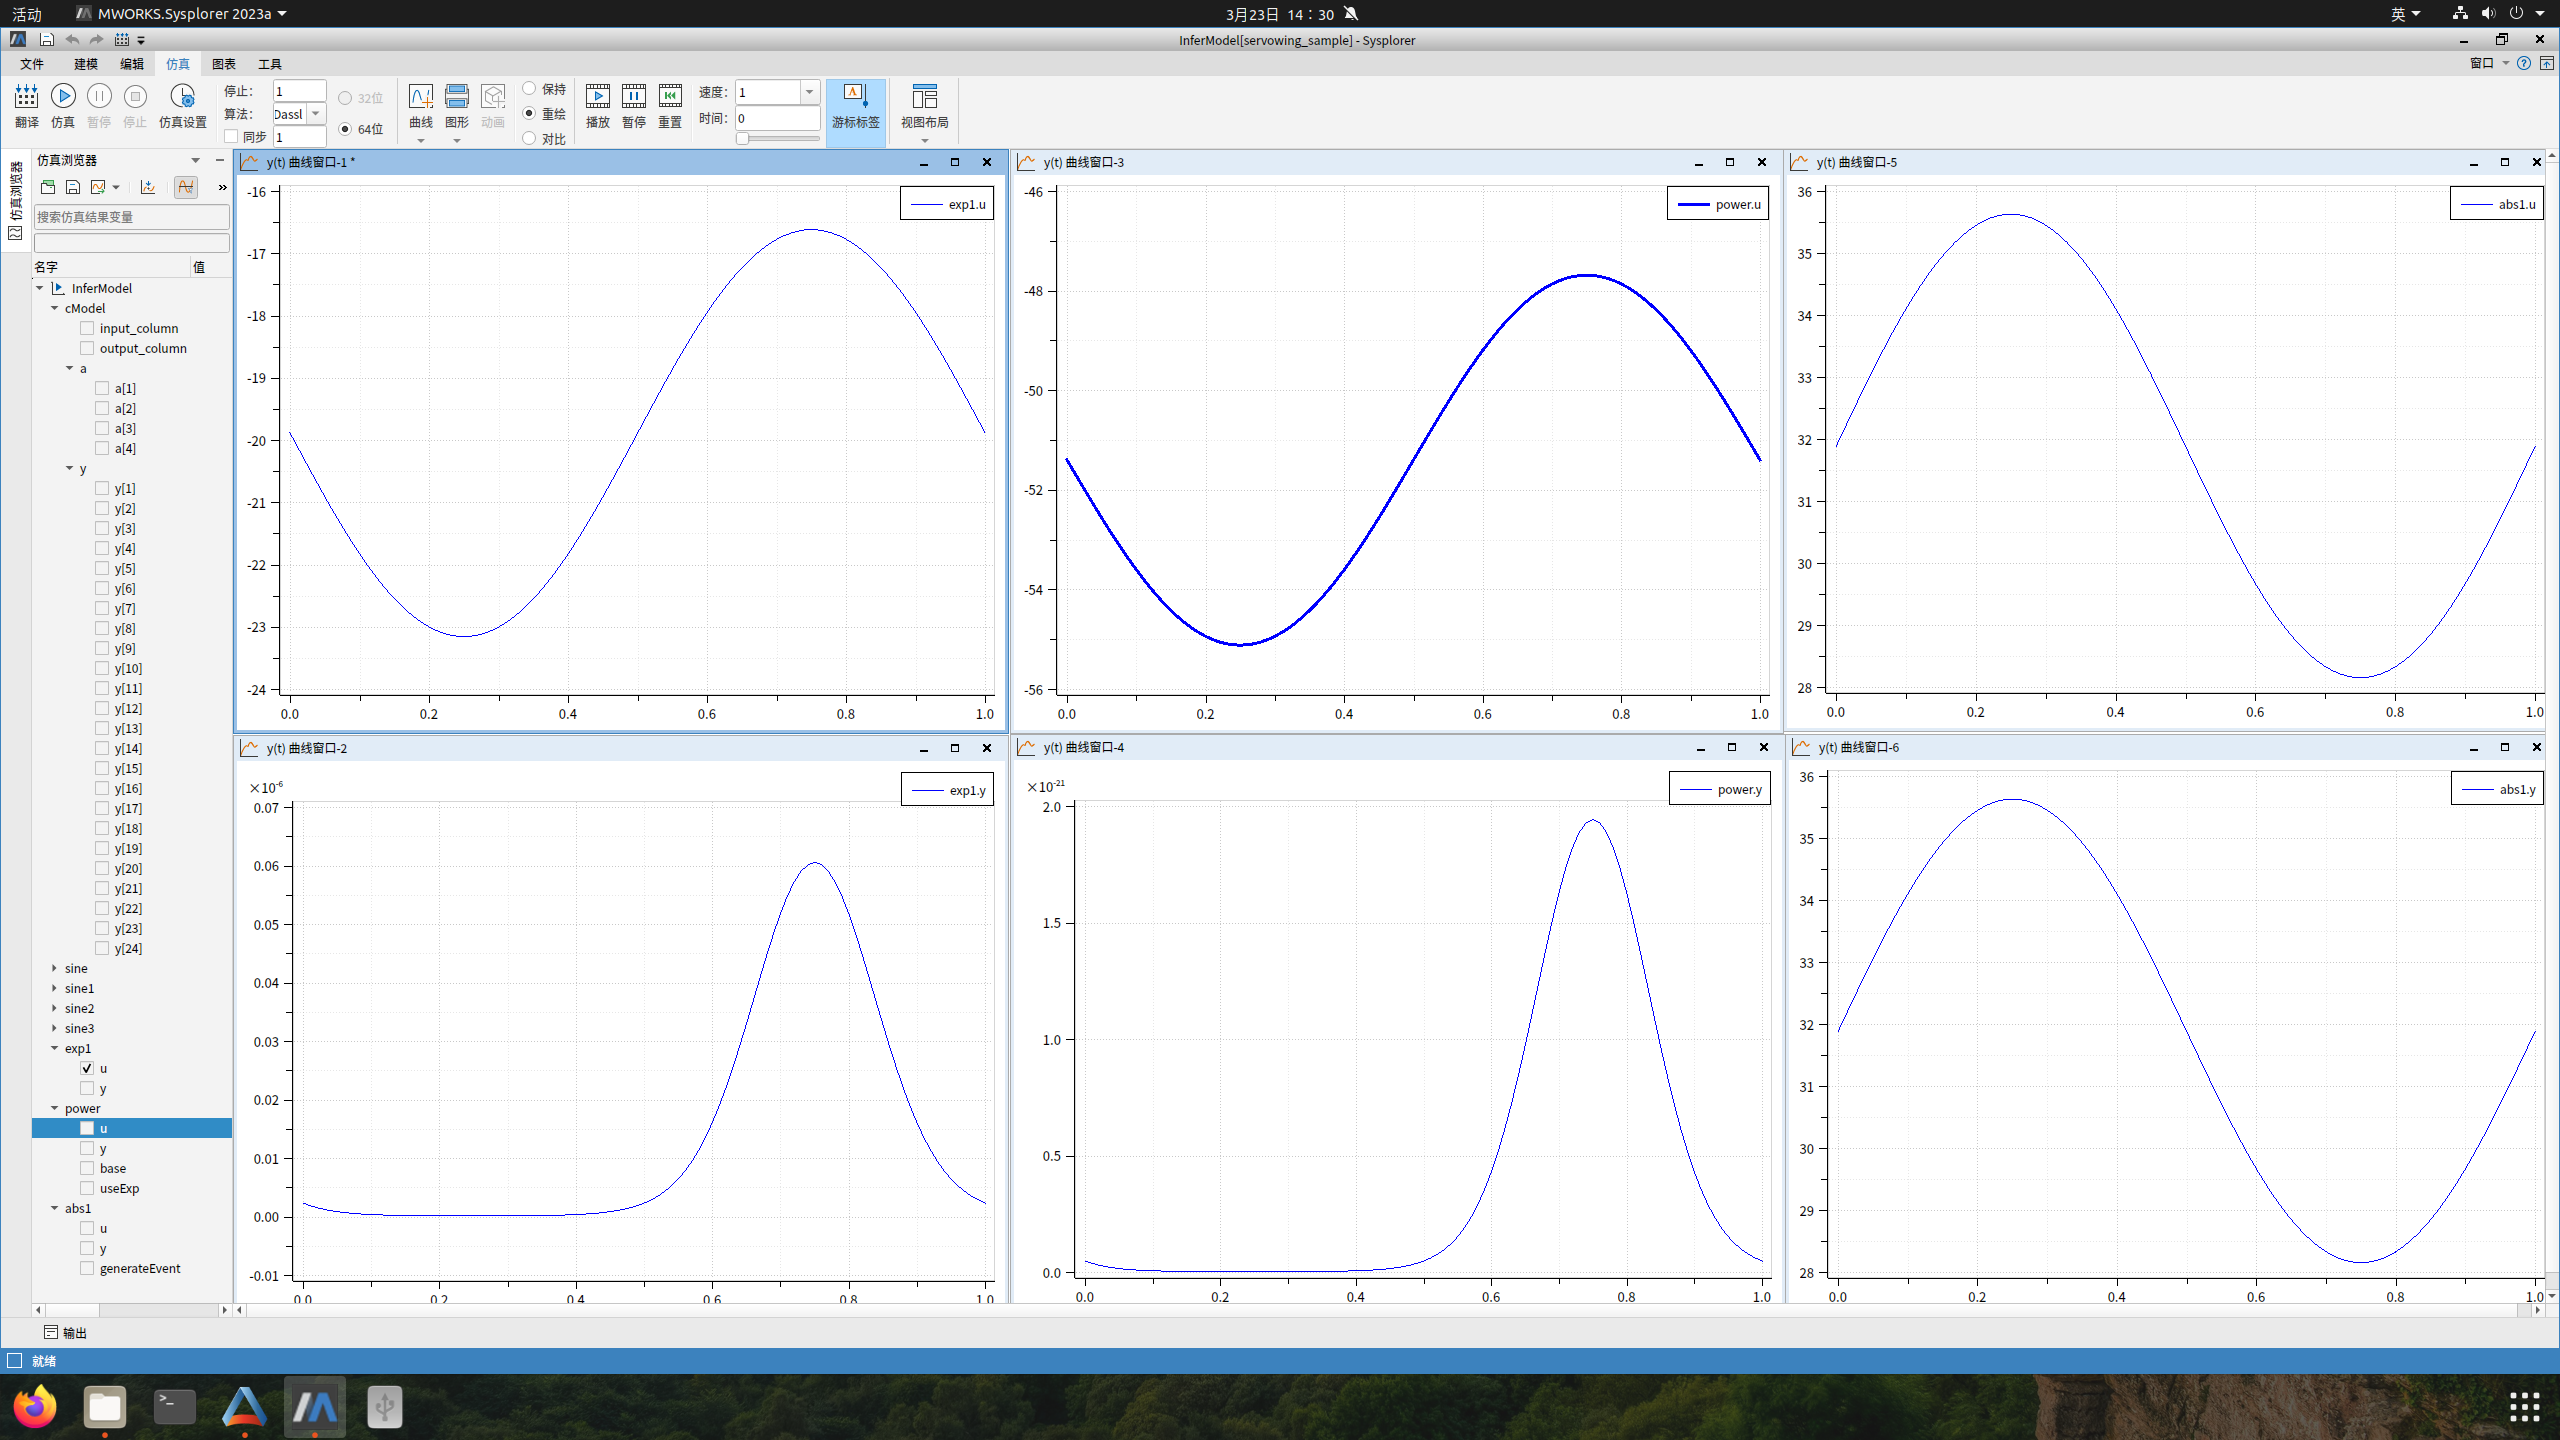 活动
MWORKS.Sysplorer 2023a
3月23日 14：30
英
InferModel[servowing_sample] - Sysplorer
文件 建模 编辑 仿真 图表 工具
窗口
翻译 仿真 暂停 停止 仿真设置
停止: 1
算法: Dassl
同步 1
32位
64位
曲线 图形 动画
保持
重绘
对比
播放 暂停 重置
速度: 1
时间: 0
游标标签
视图布局
仿真浏览器
仿真浏览器
»
搜索仿真结果变量
名字 值
InferModel
cModel
input_column
output_column
a
a[1]
a[2]
a[3]
a[4]
y
y[1]
y[2]
y[3]
y[4]
y[5]
y[6]
y[7]
y[8]
y[9]
y[10]
y[11]
y[12]
y[13]
y[14]
y[15]
y[16]
y[17]
y[18]
y[19]
y[20]
y[21]
y[22]
y[23]
y[24]
sine
sine1
sine2
sine3
exp1
u
y
power
u
y
base
useExp
abs1
u
y
generateEvent
y(t) 曲线窗口-1 *
exp1.u
-16
-17
-18
-19
-20
-21
-22
-23
-24
0.0 0.2 0.4 0.6 0.8 1.0
y(t) 曲线窗口-3
power.u
-46
-48
-50
-52
-54
-56
0.0 0.2 0.4 0.6 0.8 1.0
y(t) 曲线窗口-5
abs1.u
36
35
34
33
32
31
30
29
28
0.0 0.2 0.4 0.6 0.8 1.0
y(t) 曲线窗口-2
×10-6
exp1.y
0.07
0.06
0.05
0.04
0.03
0.02
0.01
0.00
-0.01
0.0 0.2 0.4 0.6 0.8 1.0
y(t) 曲线窗口-4
×10-21
power.y
2.0
1.5
1.0
0.5
0.0
0.0 0.2 0.4 0.6 0.8 1.0
y(t) 曲线窗口-6
abs1.y
36
35
34
33
32
31
30
29
28
0.0 0.2 0.4 0.6 0.8 1.0
输出
就绪